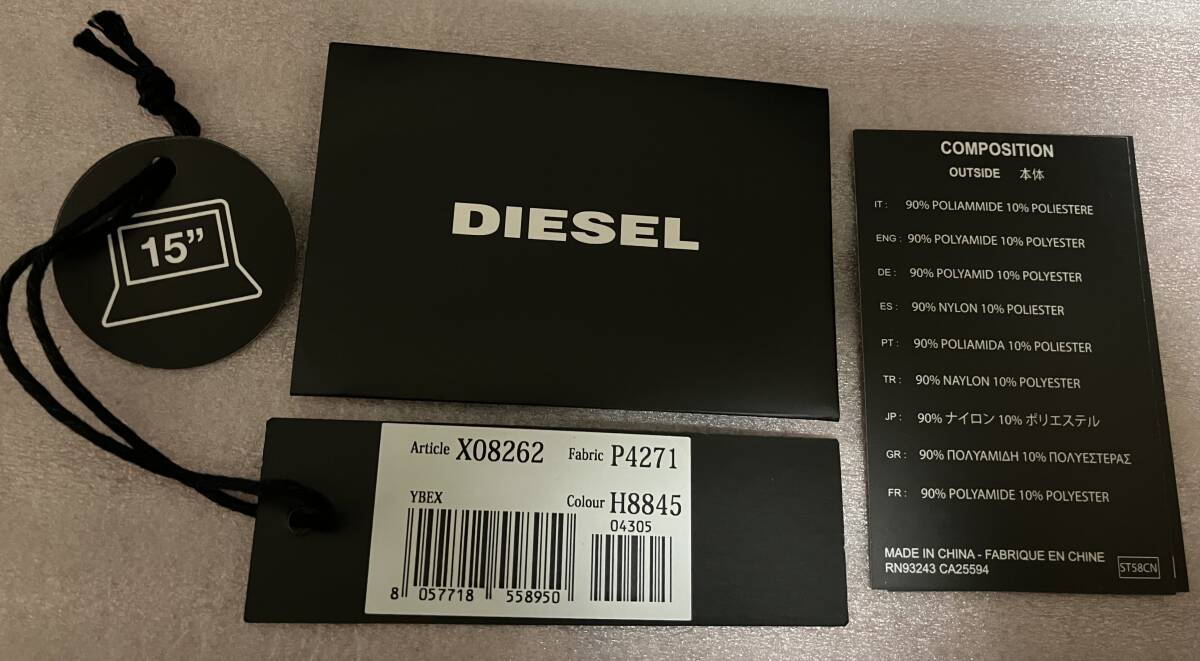 15”
DIESEL
Article X08262 Fabric P4271
YBEX Colour H8845
04305
8 057718 558950
COMPOSITION
OUTSIDE 本体
IT : 90% POLIAMMIDE 10% POLIESTERE
ENG : 90% POLYAMIDE 10% POLYESTER
DE : 90% POLYAMID 10% POLYESTER
ES : 90% NYLON 10% POLIESTER
PT : 90% POLIAMIDA 10% POLIESTER
TR : 90% NAYLON 10% POLYESTER
JP : 90% ナイロン 10% ポリエステル
GR : 90% ΠΟΛΥΑΜΙΔΗ 10% ΠΟΛΥΕΣΤΕΡΑΣ
FR : 90% POLYAMIDE 10% POLYESTER
MADE IN CHINA - FABRIQUE EN CHINE
RN93243 CA25594
ST58CN